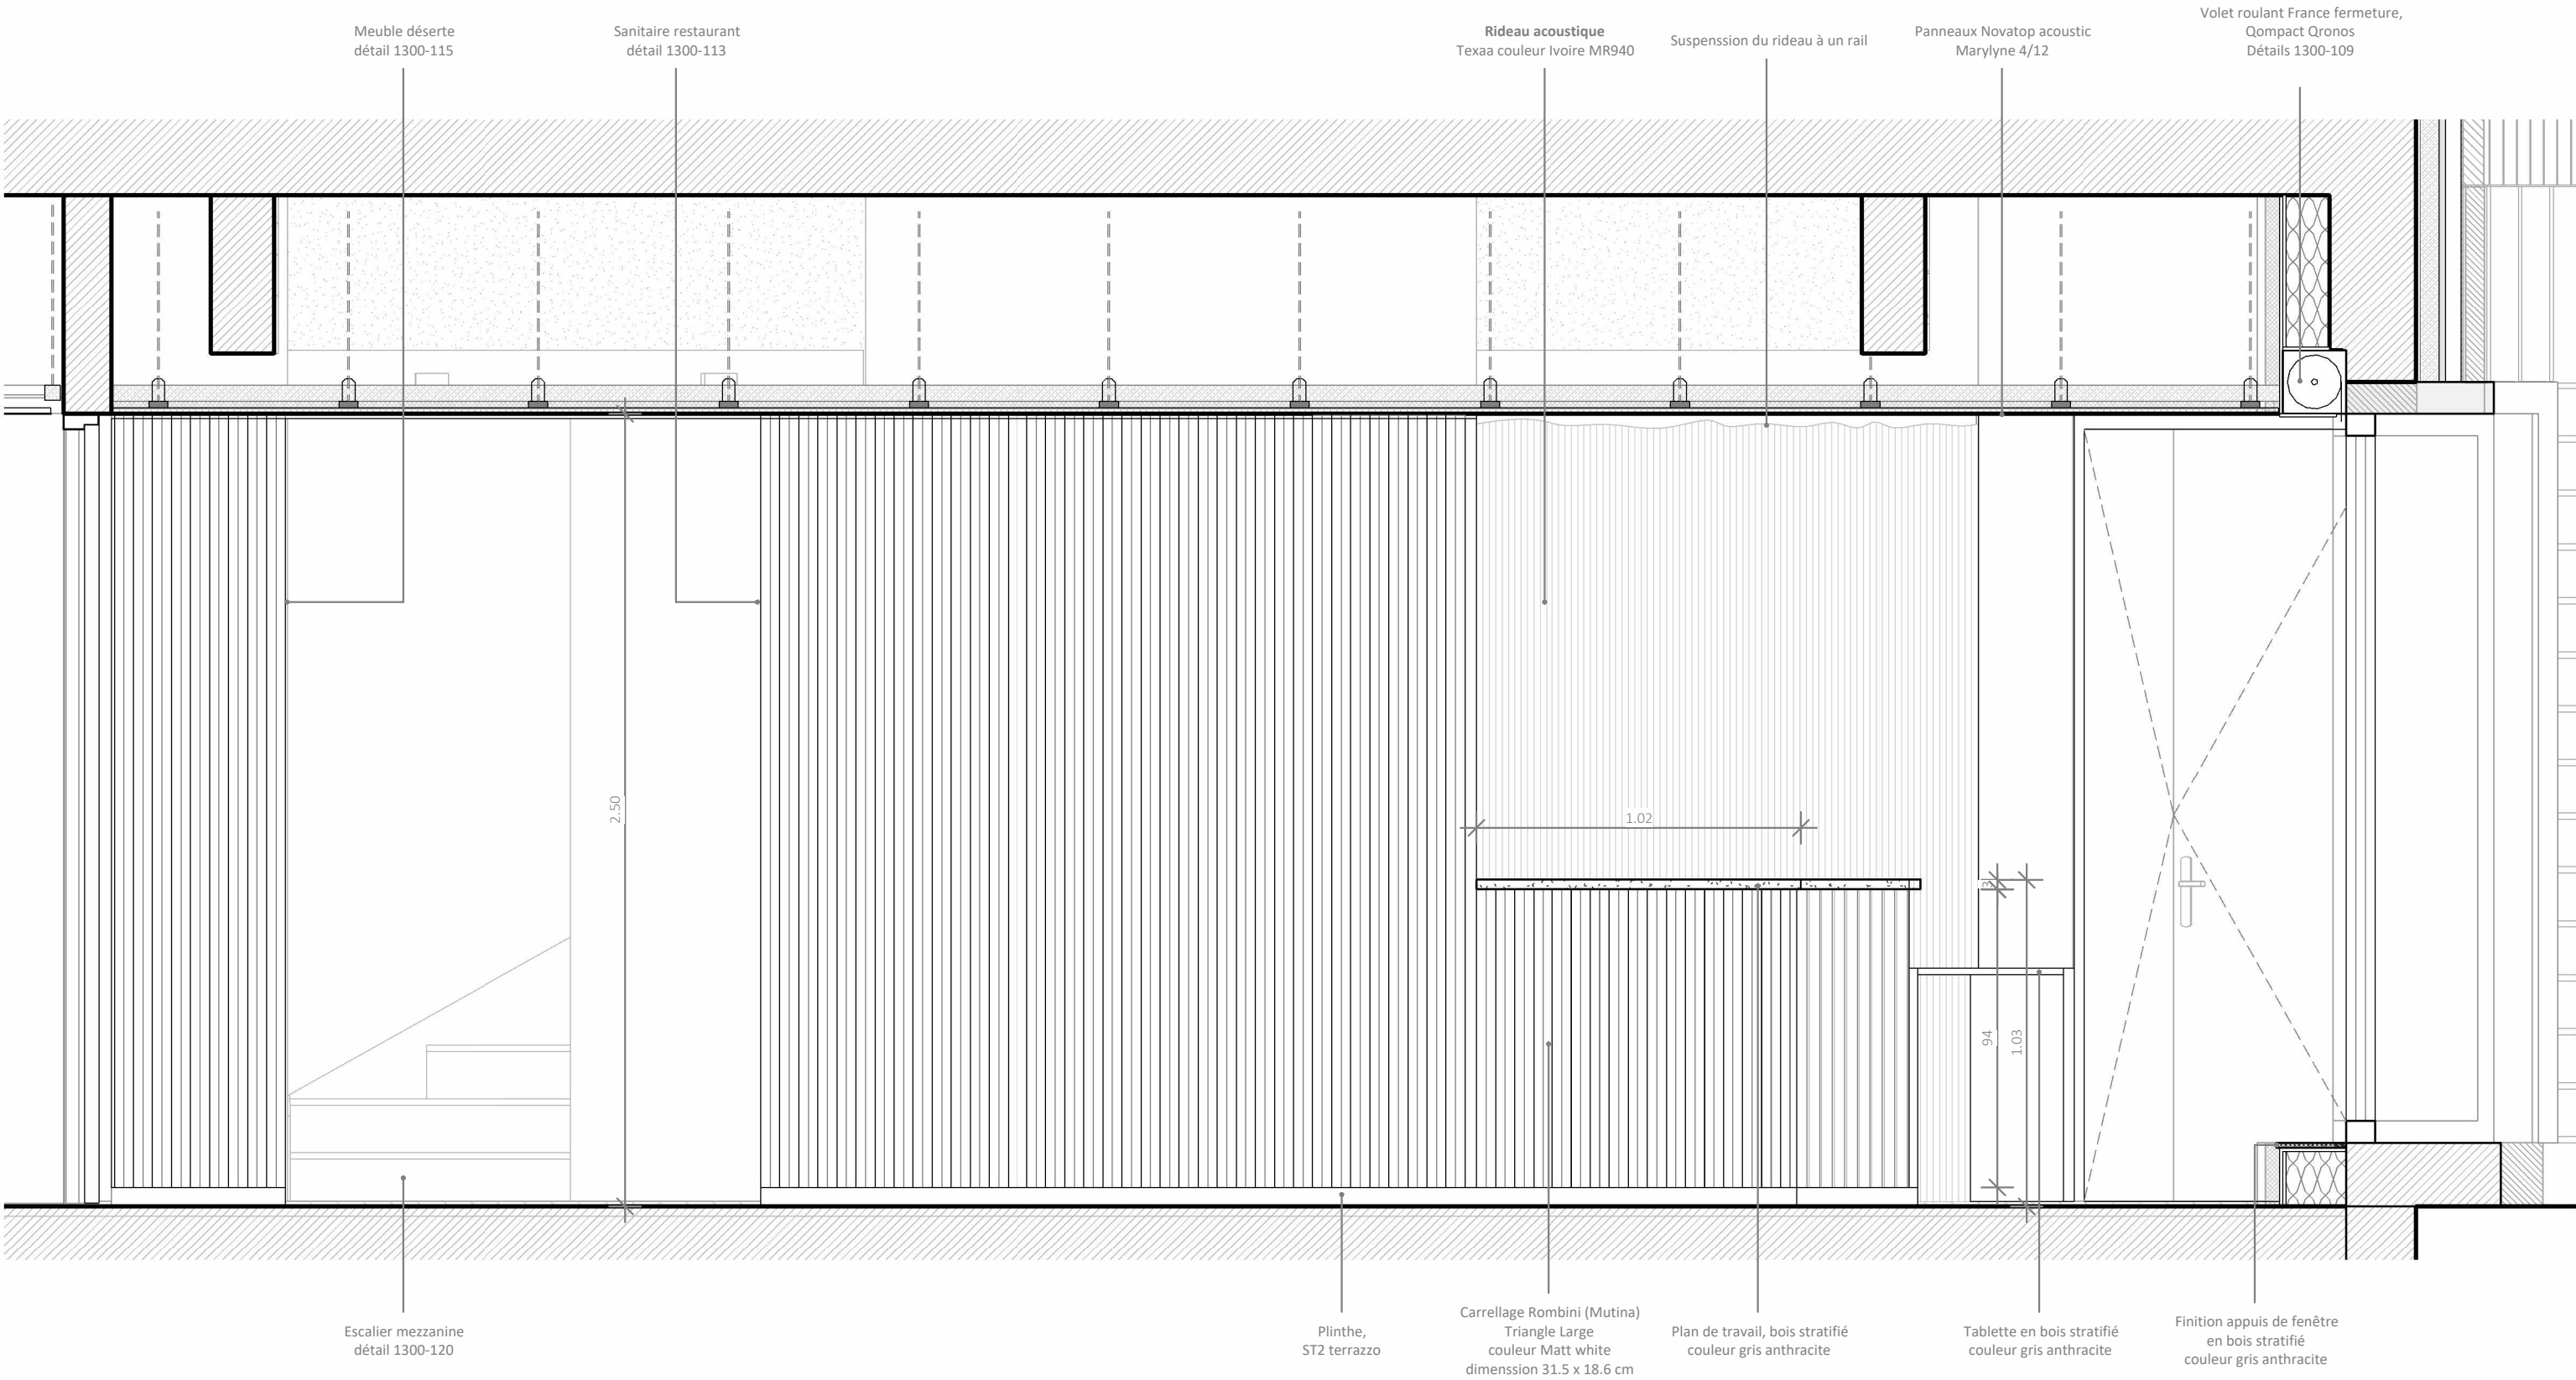 Meuble déserte
détail 1300-115
Sanitaire restaurant
détail 1300-113
Rideau acoustique
Texaa couleur Ivoire MR940
Suspenssion du rideau à un rail
Panneaux Novatop acoustic
Marylyne 4/12
Volet roulant France fermeture,
Qompact Qronos
Détails 1300-109
2.50
1.02
3
94
1.03
Escalier mezzanine
détail 1300-120
Plinthe,
ST2 terrazzo
Carrellage Rombini (Mutina)
Triangle Large
couleur Matt white
dimenssion 31.5 x 18.6 cm
Plan de travail, bois stratifié
couleur gris anthracite
Tablette en bois stratifié
couleur gris anthracite
Finition appuis de fenêtre
en bois stratifié
couleur gris anthracite